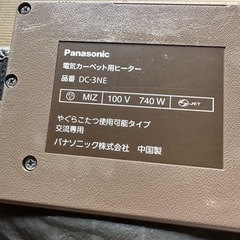 Panasonic
電気カーペット用ヒーター
品番 DC-3NE
MIZ 100 V 740 W JET
やぐらこたつ使用可能タイプ
交流専用
パナソニック株式会社 中国製